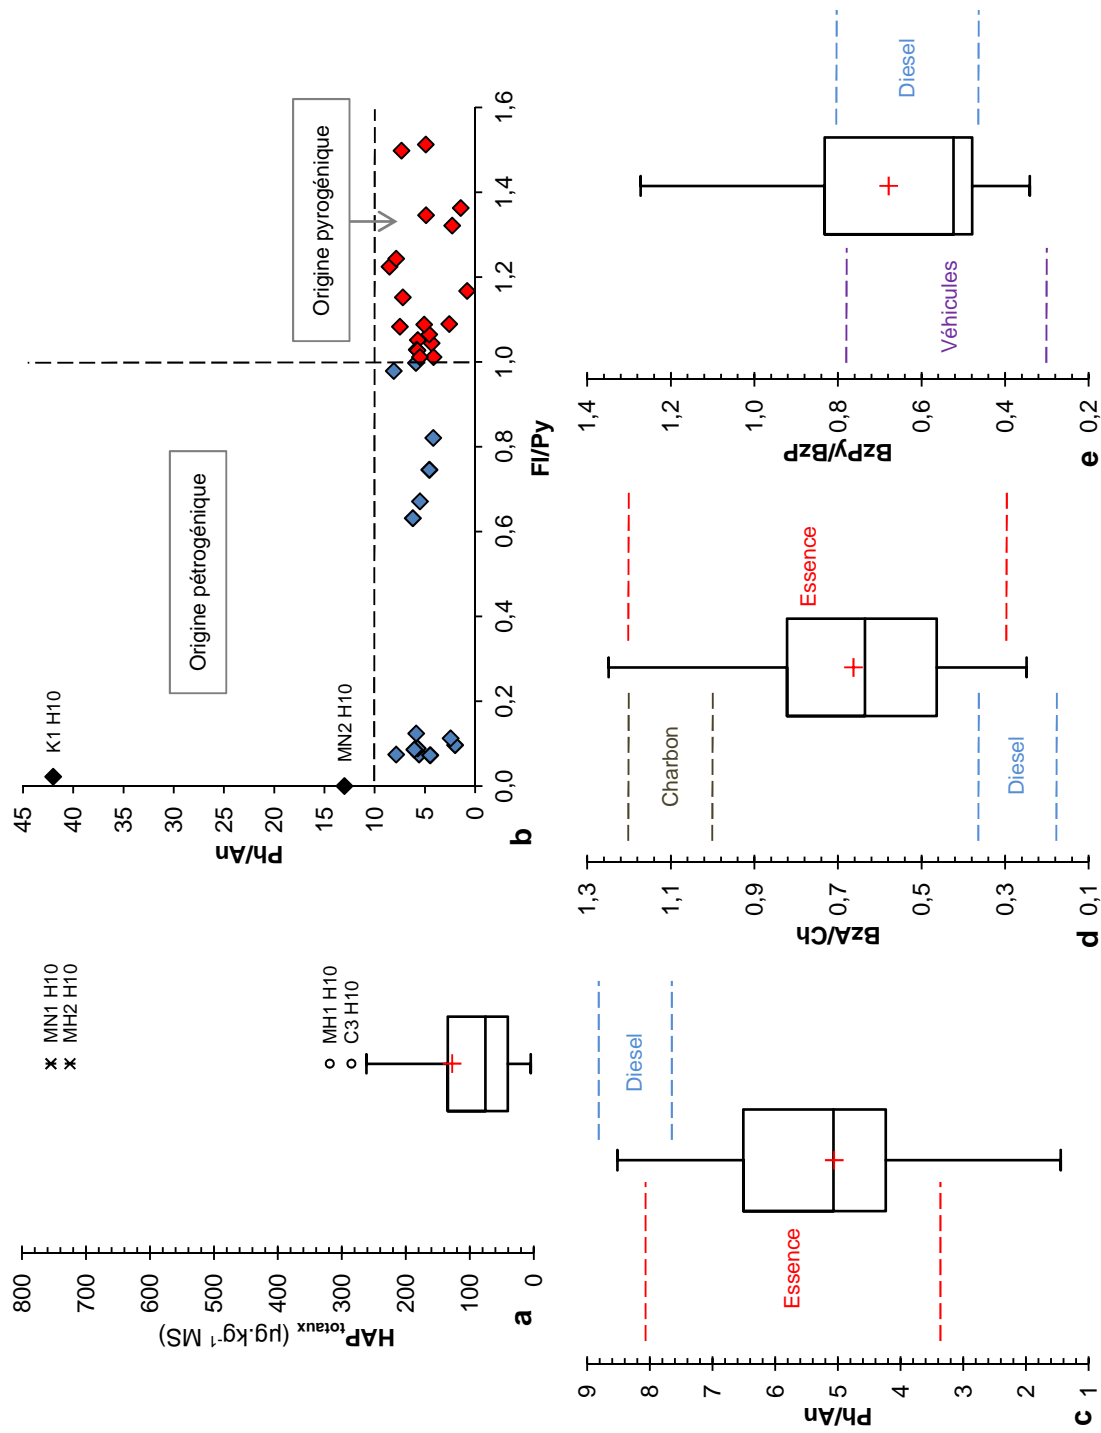 800
700
600
500
400
300
200
100
0
HAPtotaux (µg.kg-1 MS)
MN1 H10
MH2 H10
MH1 H10
C3 H10
a
45
40
35
30
25
20
15
10
5
0
Ph/An
K1 H10
MN2 H10
Origine pétrogénique
Origine pyrogénique
0,0
0,2
0,4
0,6
0,8
1,0
1,2
1,4
1,6
Fl/Py
b
9
8
7
6
5
4
3
2
1
Ph/An
Essence
Diesel
c
1,3
1,1
0,9
0,7
0,5
0,3
0,1
BzA/Ch
Charbon
Diesel
Essence
d
1,4
1,2
1,0
0,8
0,6
0,4
0,2
BzPy/BzP
Véhicules
Diesel
e